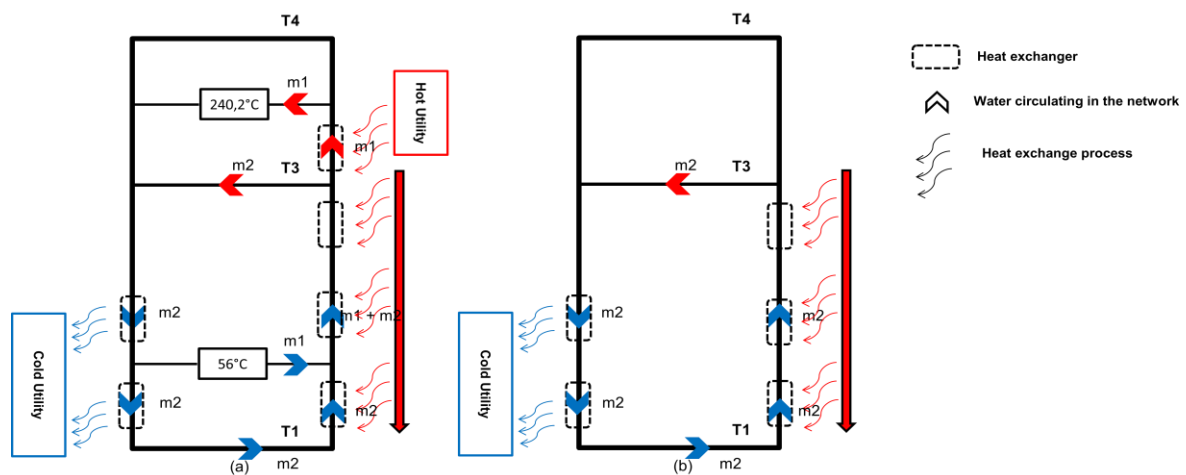 T4
m1
240,2°C
Hot Utility
m1
m2
T3
m2
m1 + m2
m1
56°C
Cold Utility
m2
m2
T1
(a)
m2
T4
m2
T3
m2
Cold Utility
m2
m2
m2
T1
(b)
m2
Heat exchanger
Water circulating in the network
Heat exchange process